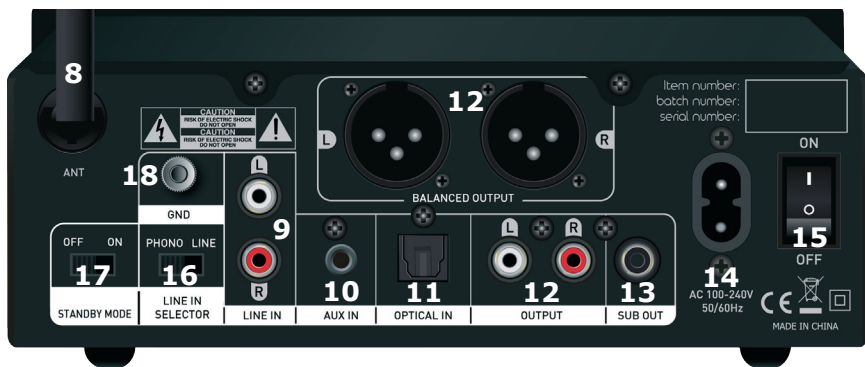 8
ANT
CAUTION
RISK OF ELECTRIC SHOCK
DO NOT OPEN
CAUTION
RISK OF ELECTRIC SHOCK
DO NOT OPEN
18
GND
OFF ON
17
STANDBY MODE
PHONO LINE
16
LINE IN
SELECTOR
L
9
R
LINE IN
12
L
R
BALANCED OUTPUT
10
AUX IN
11
OPTICAL IN
L R
12
OUTPUT
13
SUB OUT
Item number:
batch number:
serial number:
14
AC 100-240V
50/60Hz
ON
I
O
15
OFF
CE
MADE IN CHINA